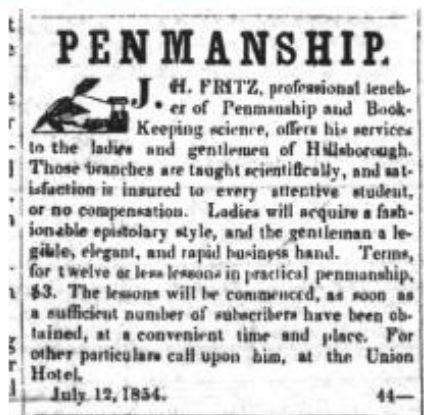 PENMANSHIP.
J. H. FRITZ, professional teach-
er of Penmanship and Book-
Keeping science, offers his services
to the ladies and gentlemen of Hillsborough.
Those branches are taught scientifically, and sat-
isfaction is insured to every attentive student,
or no compensation. Ladies will acquire a fash-
ionable epistolary style, and the gentleman a le-
gible, elegant, and rapid business hand. Terms,
for twelve or less lessons in practical penmanship,
$3. The lessons will be commenced, as soon as
a sufficient number of subscribers have been ob-
tained, at a convenient time and place. For
other particulars call upon him, at the Union
Hotel.
July 12, 1854. 44—